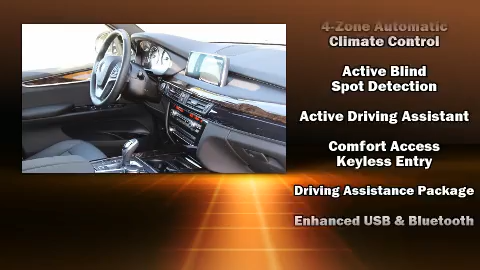 4-Zone Automatic
Climate Control
Active Blind
Spot Detection
Active Driving Assistant
Comfort Access
Keyless Entry
Driving Assistance Package
Enhanced USB & Bluetooth